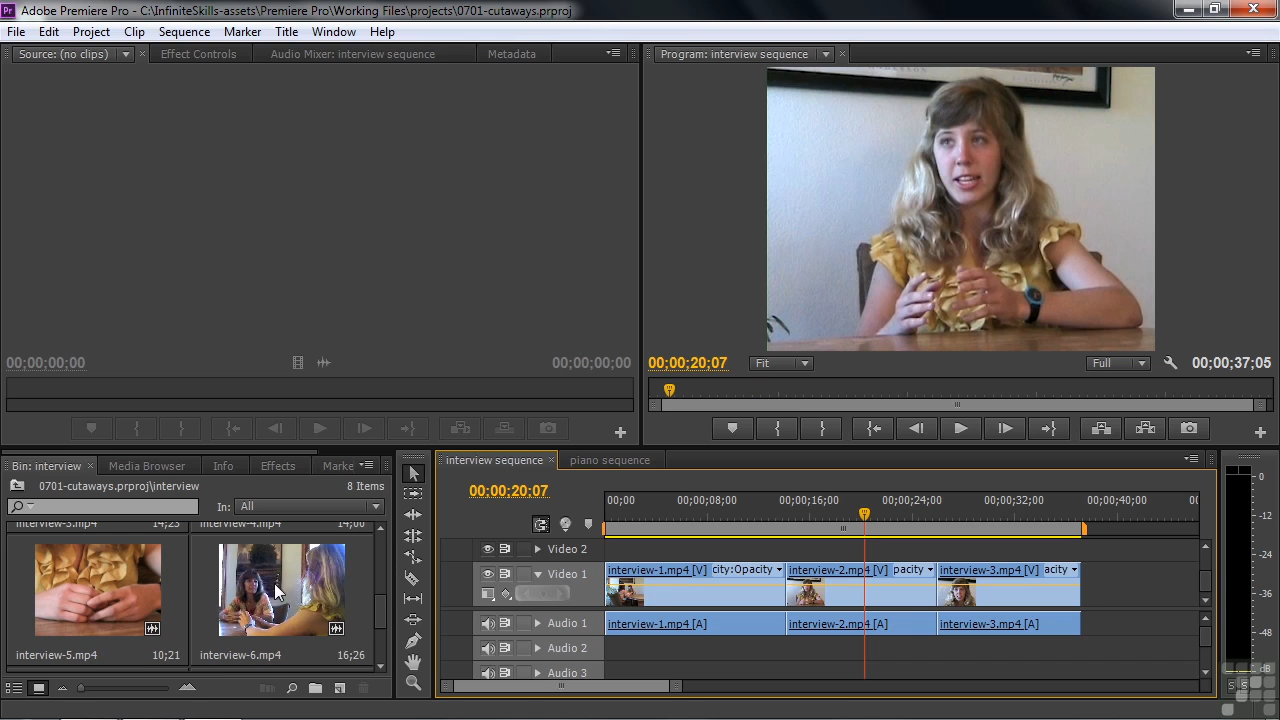 Pr Adobe Premiere Pro - C:\InfiniteSkills-assets\Premiere Pro\Working Files\projects\0701-cutaways.prproj
File Edit Project Clip Sequence Marker Title Window Help
Source: (no clips) Effect Controls Audio Mixer: interview sequence Metadata
Program: interview sequence
00;00;00;00 00;00;00;00
00;00;20;07 Fit Full 00;00;37;05
Bin: interview Media Browser Info Effects Marke
0701-cutaways.prproj\interview 8 Items
In: All
interview-3.mp4 14;23 interview-4.mp4 14;00
interview-5.mp4 10;21 interview-6.mp4 16;26
interview sequence piano sequence
00;00;20;07
00;00 00;00;08;00 00;00;16;00 00;00;24;00 00;00;32;00 00;00;40;00 00
Video 2
Video 1
interview-1.mp4 [V] city:Opacity interview-2.mp4 [V] pacity interview-3.mp4 [V] acity
Audio 1 interview-1.mp4 [A] interview-2.mp4 [A] interview-3.mp4 [A]
Audio 2
Audio 3
0
-12
-24
-36
-48
dB
S S